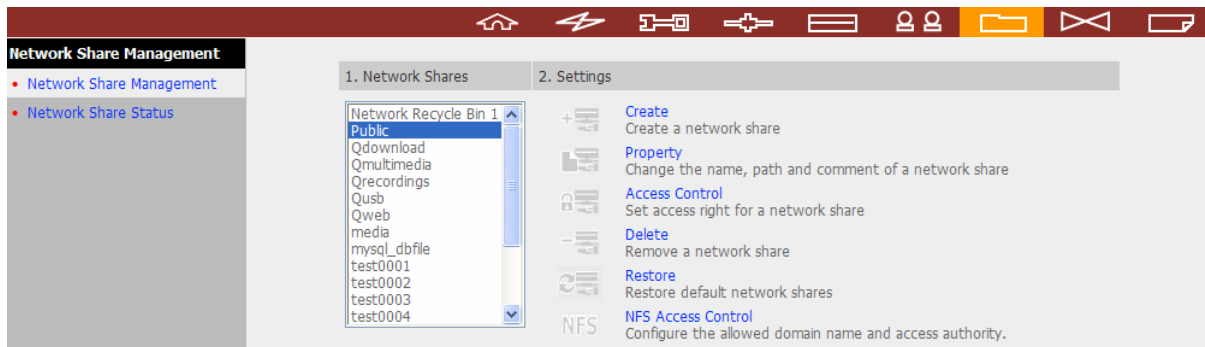 Network Share Management
• Network Share Management
• Network Share Status
1. Network Shares
2. Settings
Network Recycle Bin 1
Public
Qdownload
Qmultimedia
Qrecordings
Qusb
Qweb
media
mysql_dbfile
test0001
test0002
test0003
test0004
Create
Create a network share
Property
Change the name, path and comment of a network share
Access Control
Set access right for a network share
Delete
Remove a network share
Restore
Restore default network shares
NFS
NFS Access Control
Configure the allowed domain name and access authority.